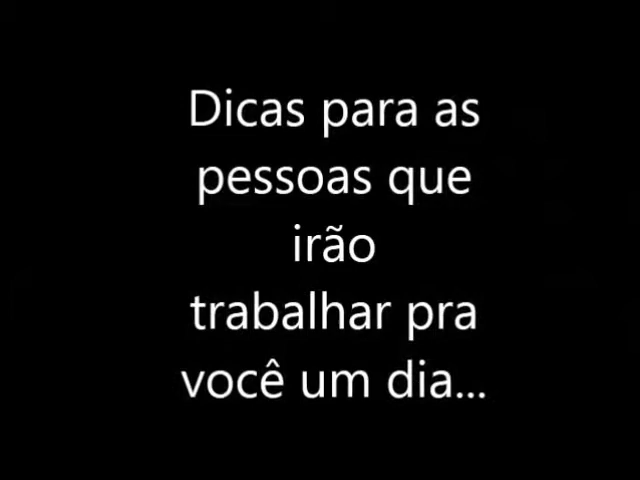 Dicas para as
pessoas que
irão
trabalhar pra
você um dia...